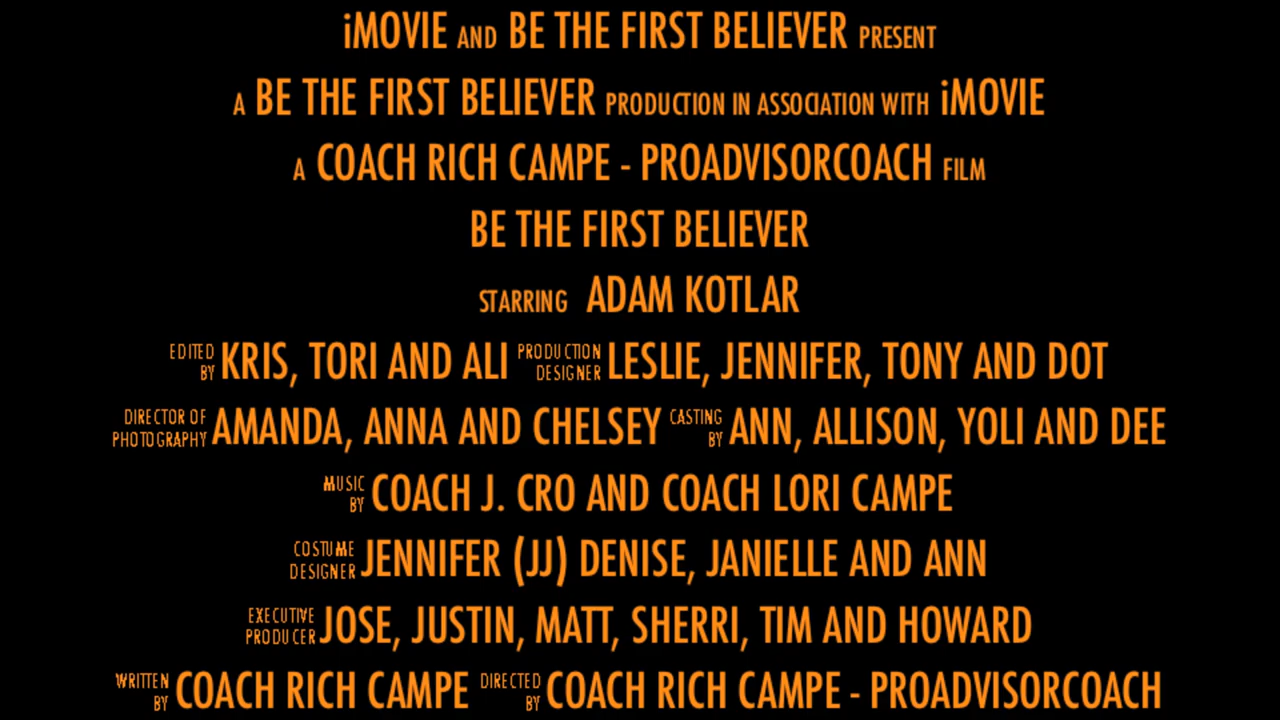 iMOVIE AND BE THE FIRST BELIEVER PRESENT
A BE THE FIRST BELIEVER PRODUCTION IN ASSOCIATION WITH iMOVIE
A COACH RICH CAMPE - PROADVISORCOACH FILM
BE THE FIRST BELIEVER
STARRING ADAM KOTLAR
EDITED BY KRIS, TORI AND ALI PRODUCTION DESIGNER LESLIE, JENNIFER, TONY AND DOT
DIRECTOR OF PHOTOGRAPHY AMANDA, ANNA AND CHELSEY CASTING BY ANN, ALLISON, YOLI AND DEE
MUSIC BY COACH J. CRO AND COACH LORI CAMPE
COSTUME DESIGNER JENNIFER (JJ) DENISE, JANIELLE AND ANN
EXECUTIVE PRODUCER JOSE, JUSTIN, MATT, SHERRI, TIM AND HOWARD
WRITTEN BY COACH RICH CAMPE DIRECTED BY COACH RICH CAMPE - PROADVISORCOACH